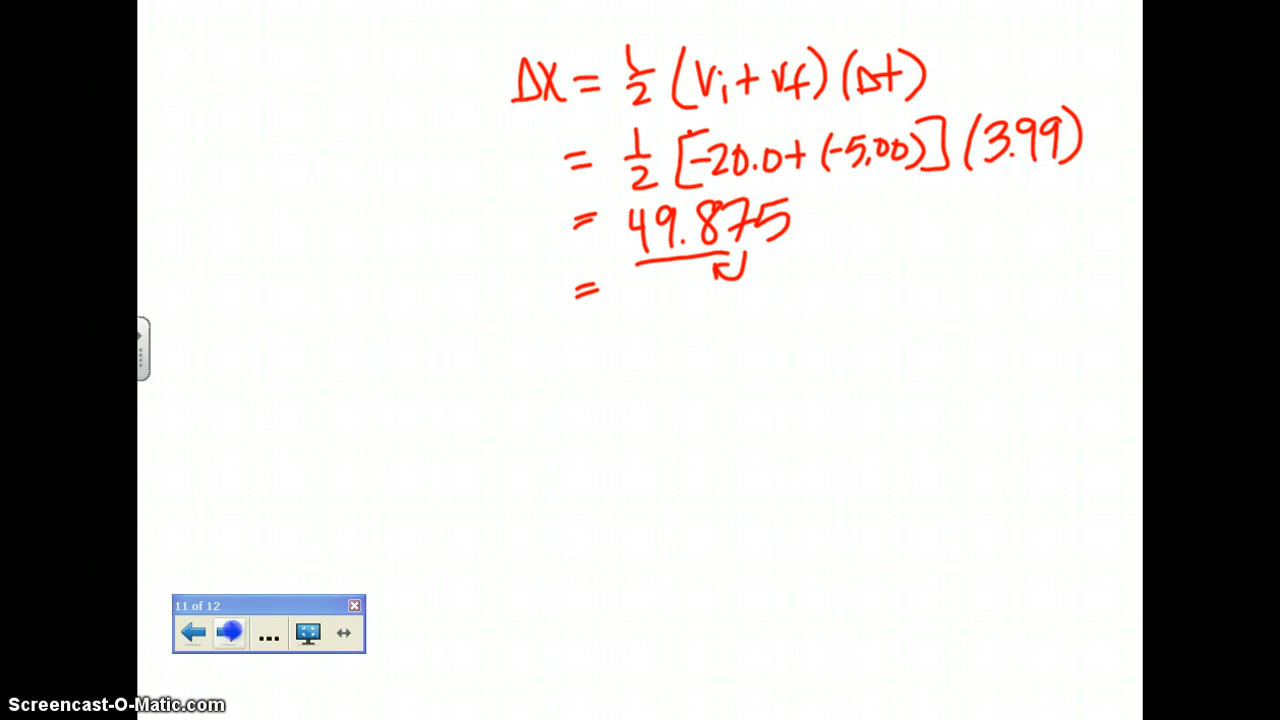 Δx = 1/2 (Vi + Vf) (Δt)
= 1/2 [-20.0 + (-5.00)] (3.99)
= 49.875
=
11 of 12
...
Screencast-O-Matic.com